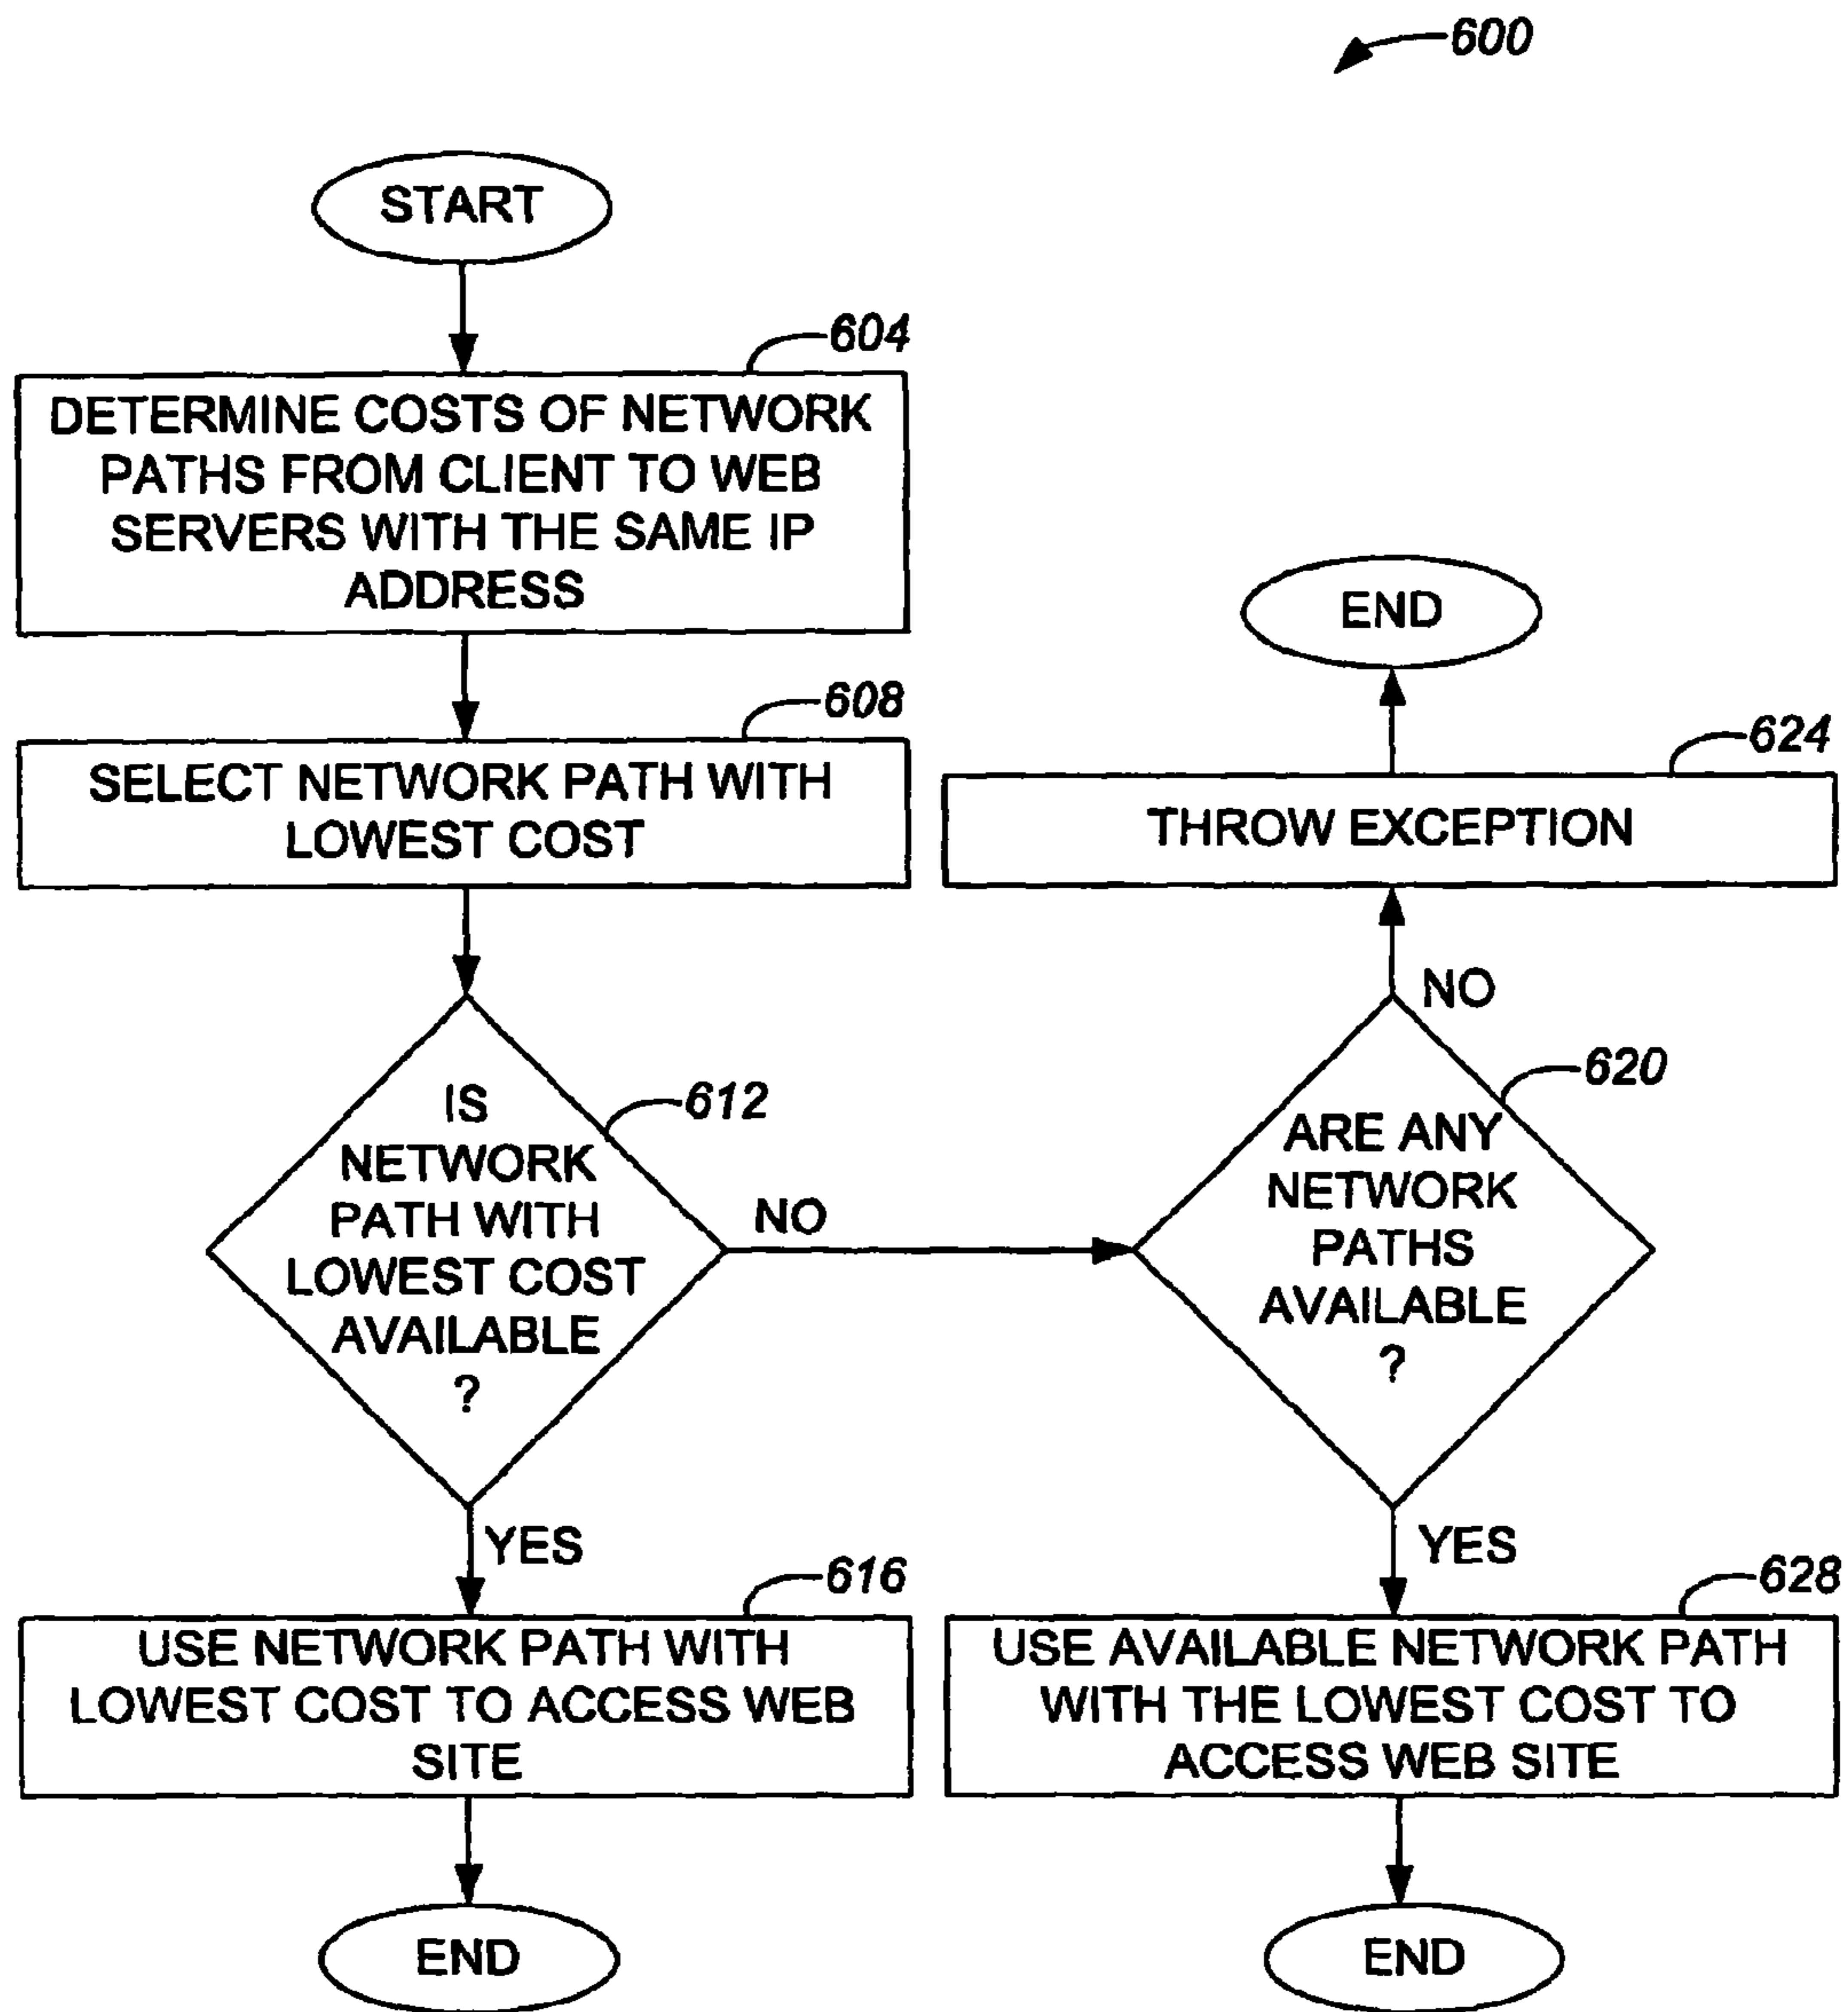 600
START
604
DETERMINE COSTS OF NETWORK
PATHS FROM CLIENT TO WEB
SERVERS WITH THE SAME IP
ADDRESS
608
SELECT NETWORK PATH WITH
LOWEST COST
612
IS
NETWORK
PATH WITH
LOWEST COST
AVAILABLE
?
NO
YES
616
USE NETWORK PATH WITH
LOWEST COST TO ACCESS WEB
SITE
END
END
624
THROW EXCEPTION
NO
620
ARE ANY
NETWORK
PATHS
AVAILABLE
?
YES
628
USE AVAILABLE NETWORK PATH
WITH THE LOWEST COST TO
ACCESS WEB SITE
END